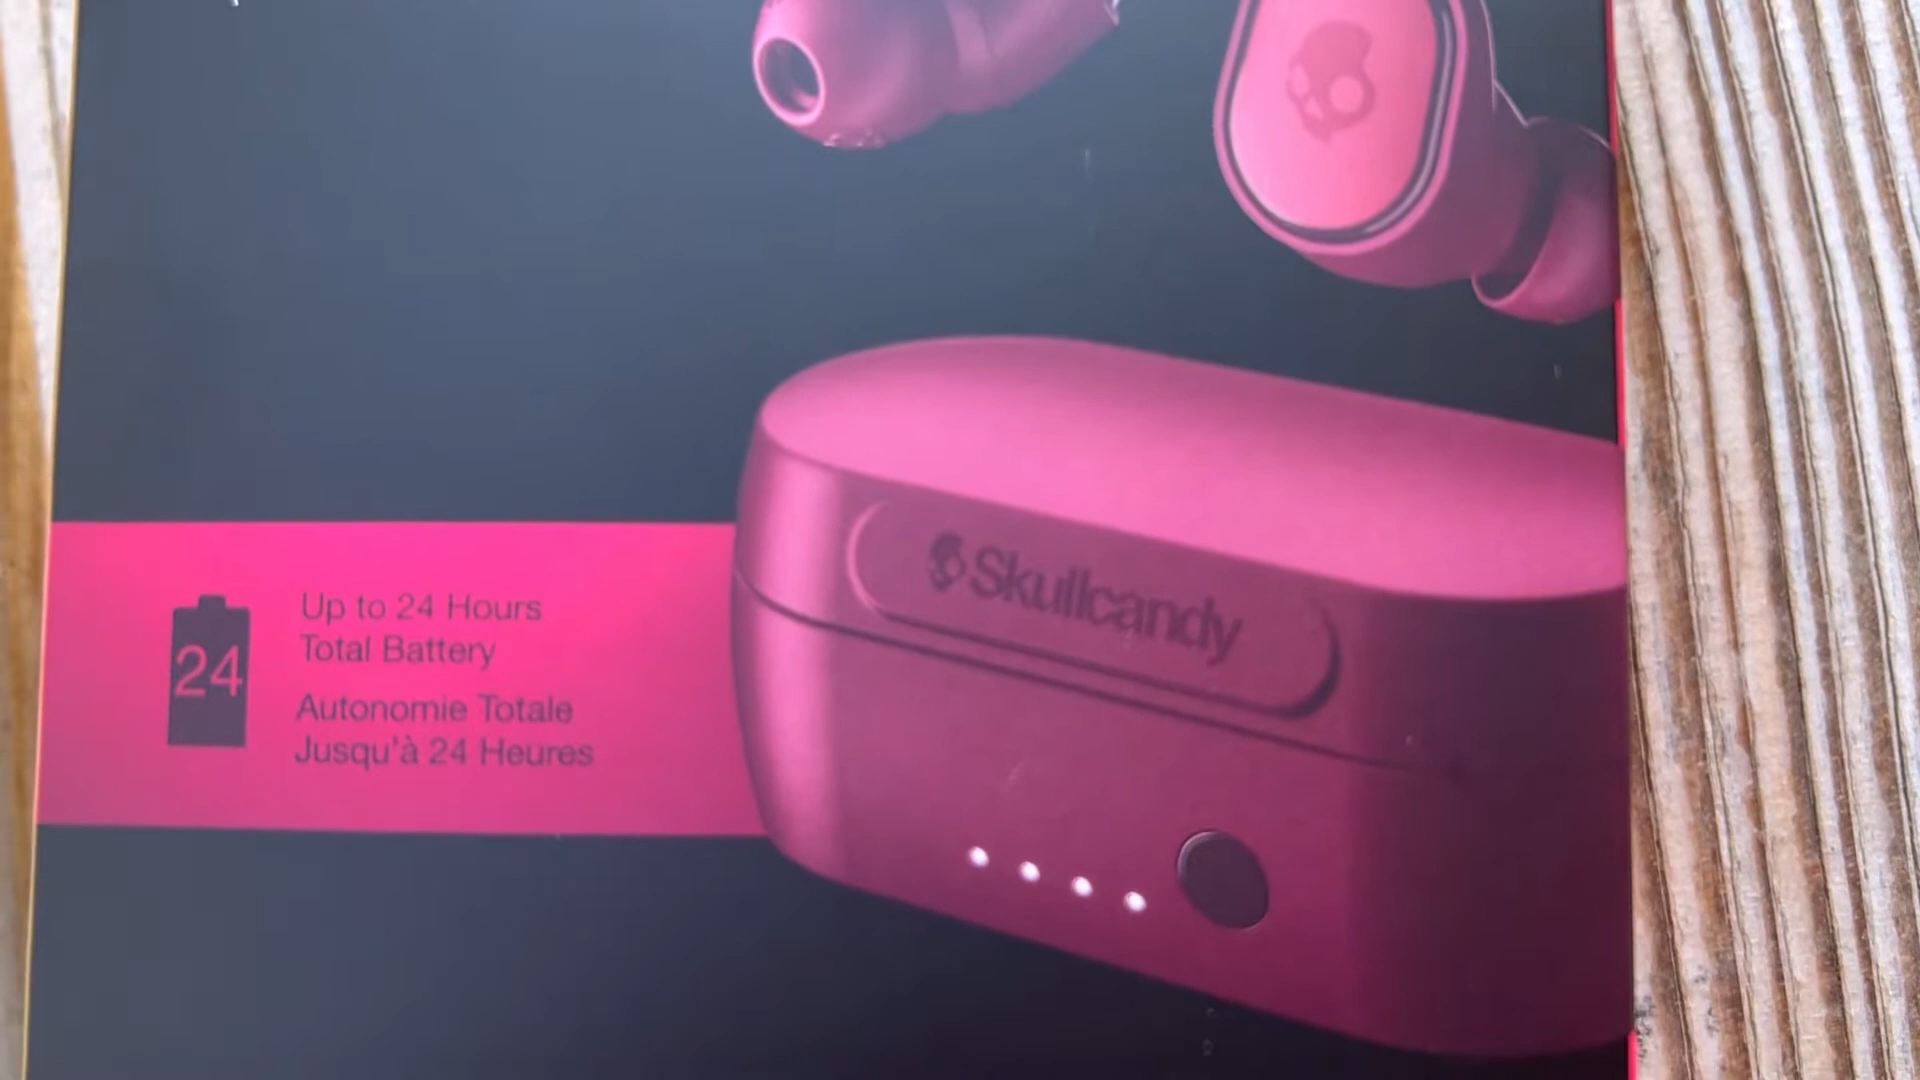 24
Up to 24 Hours
Total Battery
Autonomie Totale
Jusqu'à 24 Heures
Skullcandy